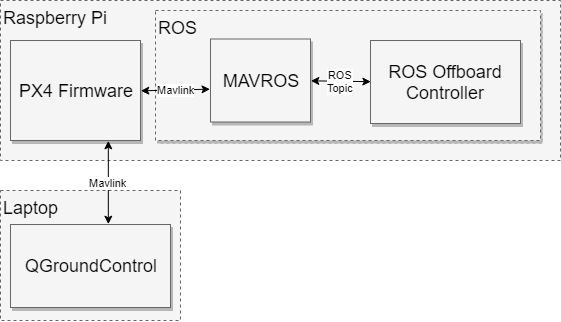 Raspberry Pi
ROS
PX4 Firmware
Mavlink
MAVROS
ROS
Topic
ROS Offboard
Controller
Mavlink
Laptop
QGroundControl